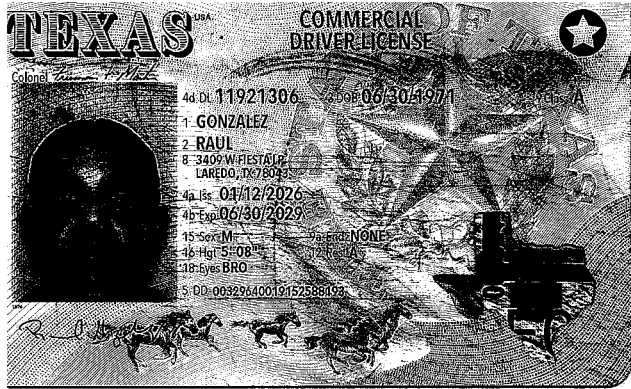 TEXAS USA
COMMERCIAL
DRIVER LICENSE
Colonel
4d DL 11921306 3 DOB 06/30/1971
1 GONZALEZ
2 RAUL
8 3409 W FIESTA LP
LAREDO, TX 78043
4a Iss 01/12/2026
4b Exp 06/30/2029
15 Sex M 9a End NONE
16 Hgt 5'-08" 12 Rest A
18 Eyes BRO
5 DD 00329640019152588193